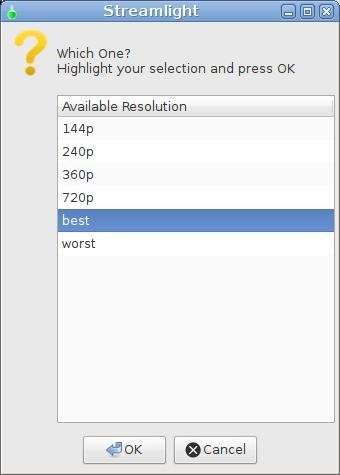 Streamlight
Which One?
Highlight your selection and press OK
Available Resolution
144p
240p
360p
720p
best
worst
OK
Cancel